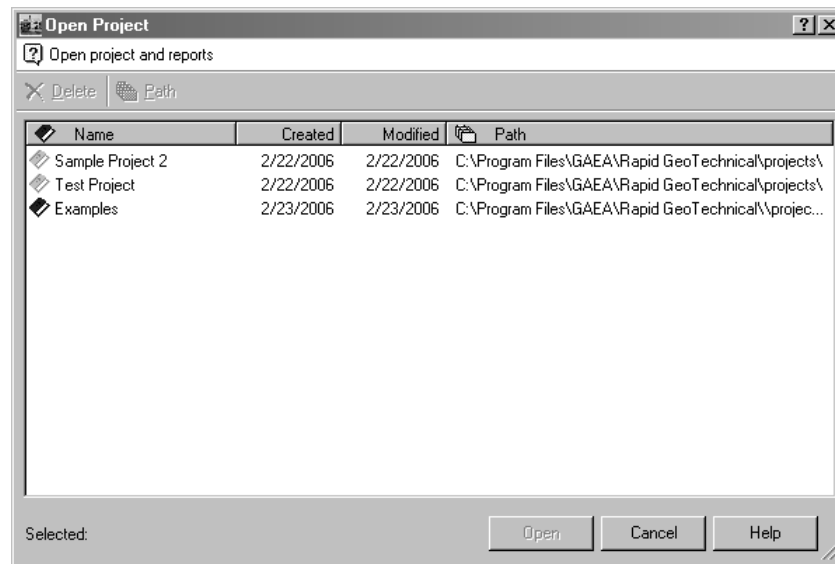 Open Project
Open project and reports
Delete Path
Name Created Modified Path
Sample Project 2 2/22/2006 2/22/2006 C:\Program Files\GAEA\Rapid GeoTechnical\projects\
Test Project 2/22/2006 2/22/2006 C:\Program Files\GAEA\Rapid GeoTechnical\projects\
Examples 2/23/2006 2/23/2006 C:\Program Files\GAEA\Rapid GeoTechnical\\projec...
Selected: Open Cancel Help